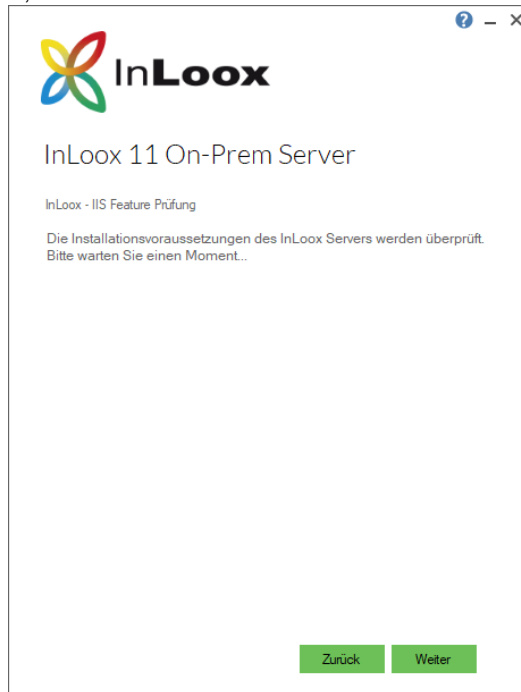 InLoox
InLoox 11 On-Prem Server
InLoox - IIS Feature Prüfung
Die Installationsvoraussetzungen des InLoox Servers werden überprüft.
Bitte warten Sie einen Moment...
Zurück Weiter